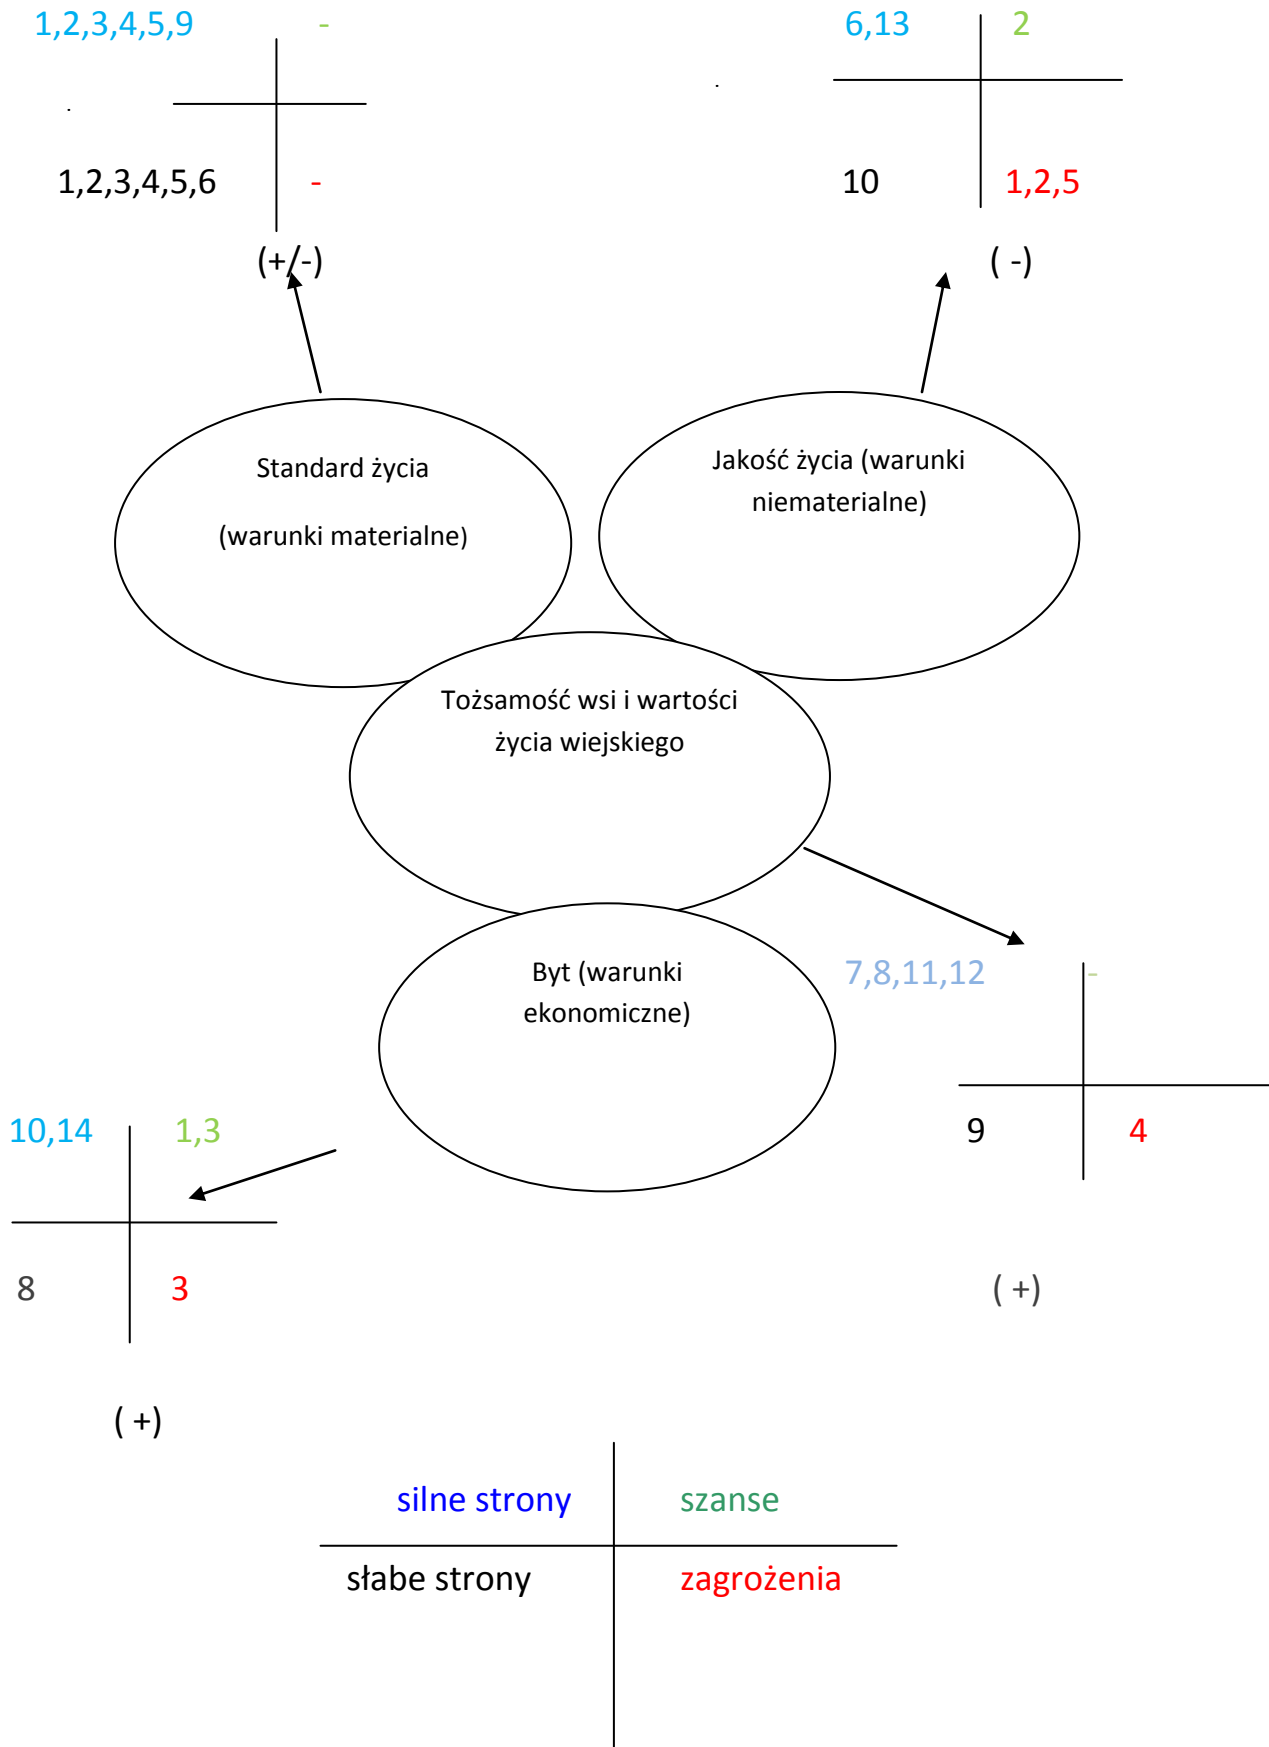 1,2,3,4,5,9 -
6,13 2
1,2,3,4,5,6 -
10 1,2,5
(+/-)
( -)
Standard życia
(warunki materialne)
Jakość życia (warunki
niematerialne)
Tożsamość wsi i wartości
życia wiejskiego
Byt (warunki
ekonomiczne)
7,8,11,12 -
9 4
( +)
10,14 1,3
8 3
( +)
silne strony szanse
słabe strony zagrożenia